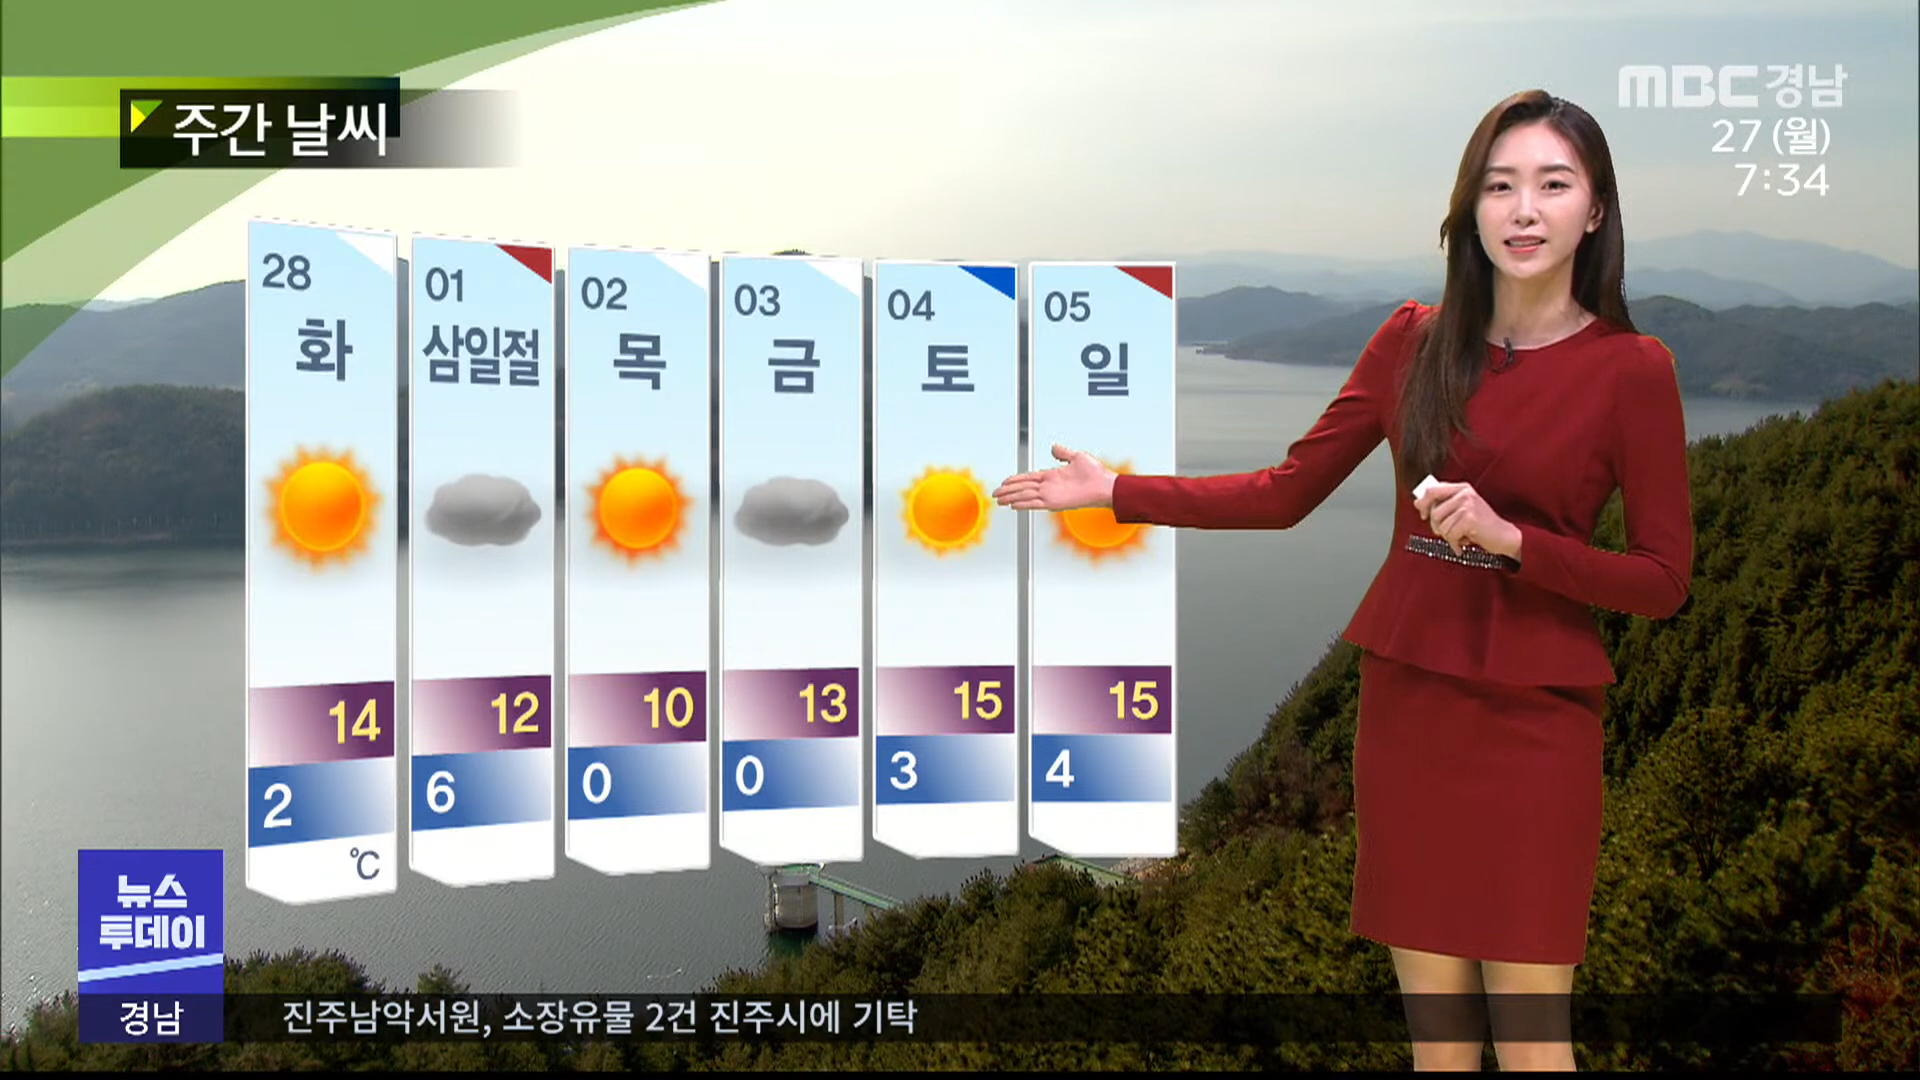 주간 날씨
MBC경남
27 (월)
7:34
28 01 02 03 04 05
화 삼일절 목 금 토 일
14 12 10 13 15 15
2 6 0 0 3 4
℃
뉴스
투데이
경남
진주남악서원, 소장유물 2건 진주시에 기탁